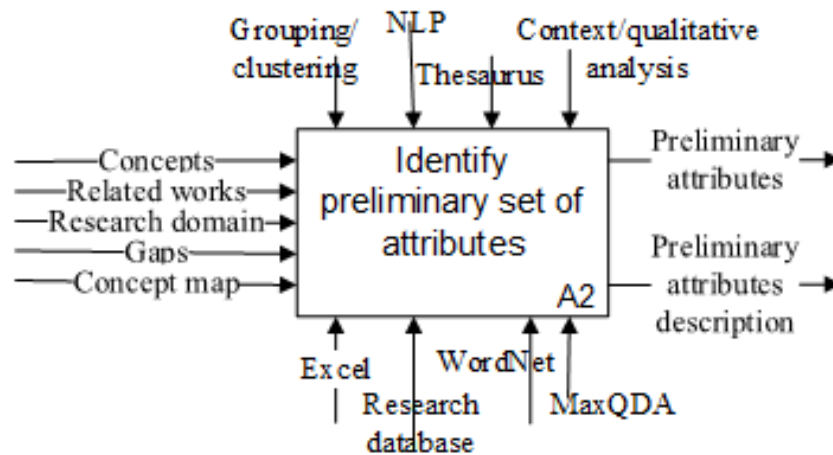 NLP
Grouping/
clustering
Thesaurus
Context/qualitative
analysis
Concepts
Related works
Research domain
Gaps
Concept map
Identify
preliminary set of
attributes
A2
Preliminary
attributes
Preliminary
attributes
description
Excel
Research
database
WordNet
MaxQDA